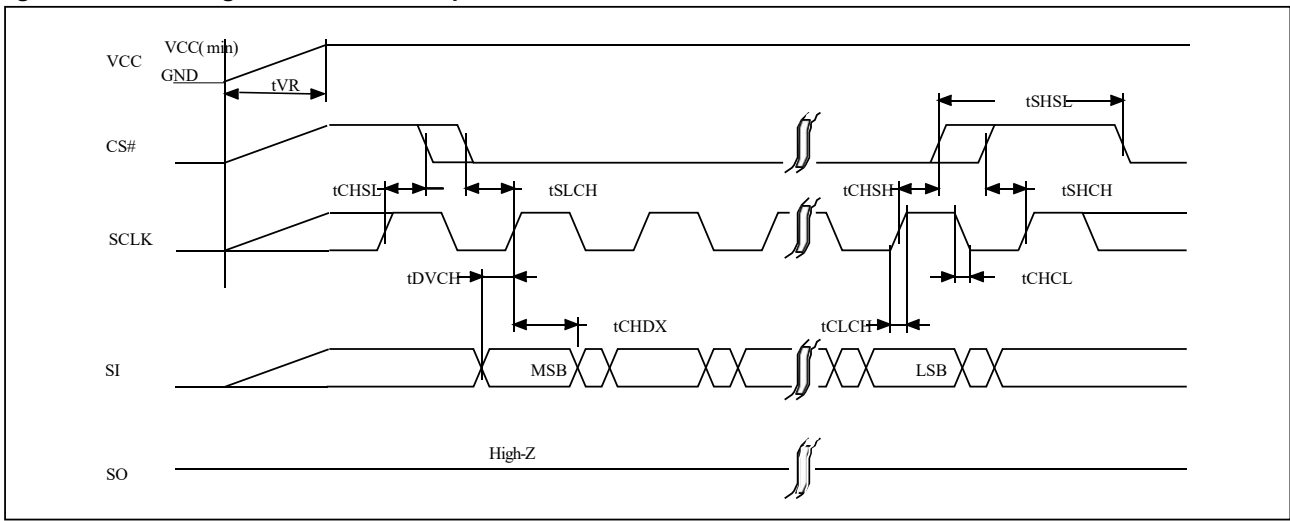 VCC
VCC( min)
GND
tVR
tSHSL
CS#
tCHSL
tSLCH
tCHSH
tSHCH
SCLK
tDVCH
tCHCL
tCHDX
tCLCH
SI
MSB
LSB
High-Z
SO